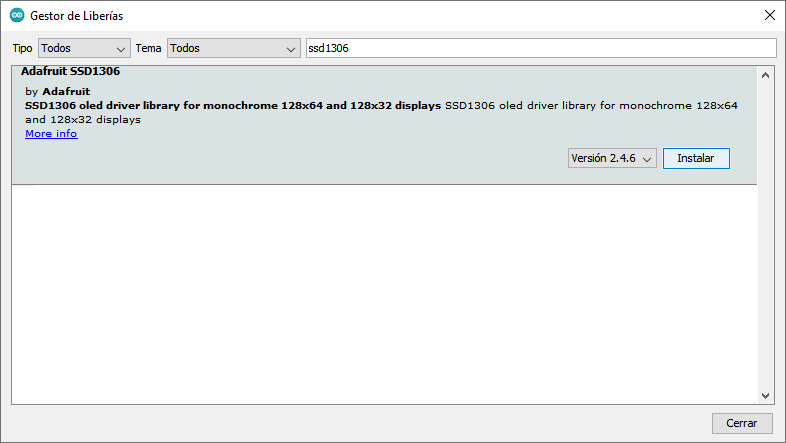 Gestor de Liberías
Tipo Todos Tema Todos ssd1306
Adafruit SSD1306
by Adafruit
SSD1306 oled driver library for monochrome 128x64 and 128x32 displays SSD1306 oled driver library for monochrome 128x64
and 128x32 displays
More info
Versión 2.4.6 Instalar
Cerrar